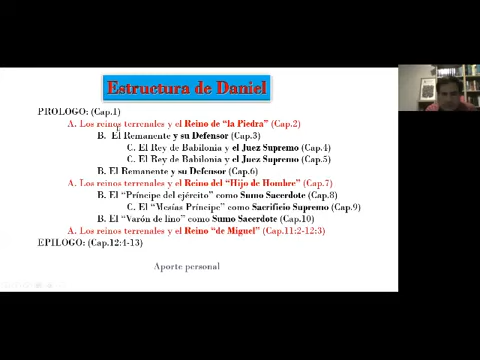 Estructura de Daniel
PROLOGO: (Cap.1)
A. Los reinos terrenales y el Reino de “la Piedra” (Cap.2)
B. El Remanente y su Defensor (Cap.3)
C. El Rey de Babilonia y el Juez Supremo (Cap.4)
C. El Rey de Babilonia y el Juez Supremo (Cap.5)
B. El Remanente y su Defensor (Cap.6)
A. Los reinos terrenales y el Reino del “Hijo de Hombre” (Cap.7)
B. El “Príncipe del ejército” como Sumo Sacerdote (Cap.8)
C. El “Mesías Príncipe” como Sacrificio Supremo (Cap.9)
B. El “Varón de lino” como Sumo Sacerdote (Cap.10)
A. Los reinos terrenales y el Reino “de Miguel” (Cap.11:2-12:3)
EPILOGO: (Cap.12:4-13)
Aporte personal